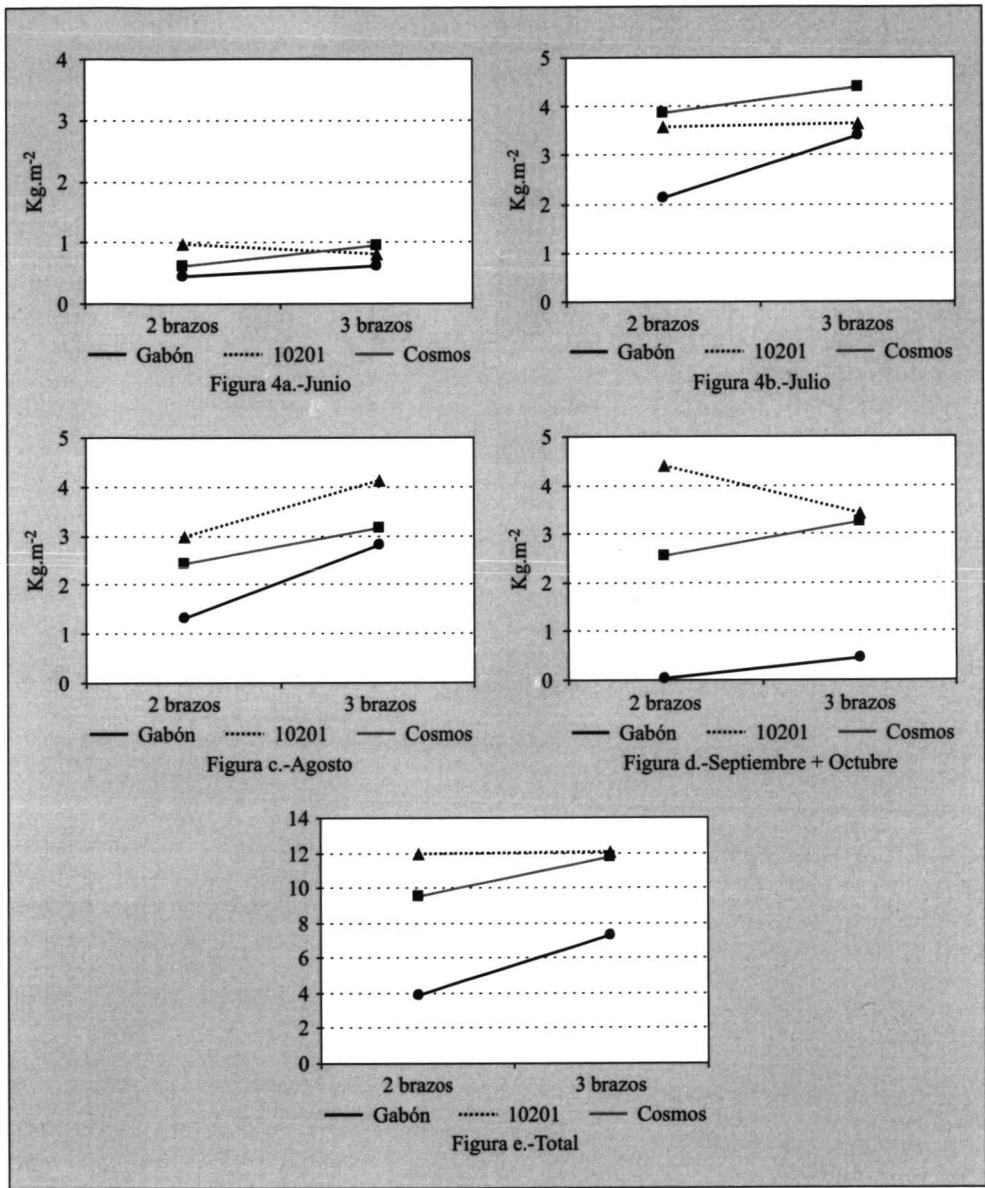 4
3
2
1
0
Kg.m⁻²
2 brazos 3 brazos
Gabón 10201 Cosmos
Figura 4a.-Junio
5
4
3
2
1
0
Kg.m⁻²
2 brazos 3 brazos
Gabón 10201 Cosmos
Figura 4b.-Julio
5
4
3
2
1
0
Kg.m⁻²
2 brazos 3 brazos
Gabón 10201 Cosmos
Figura c.-Agosto
5
4
3
2
1
0
Kg.m⁻²
2 brazos 3 brazos
Gabón 10201 Cosmos
Figura d.-Septiembre + Octubre
14
12
10
8
6
4
2
0
2 brazos 3 brazos
Gabón 10201 Cosmos
Figura e.-Total